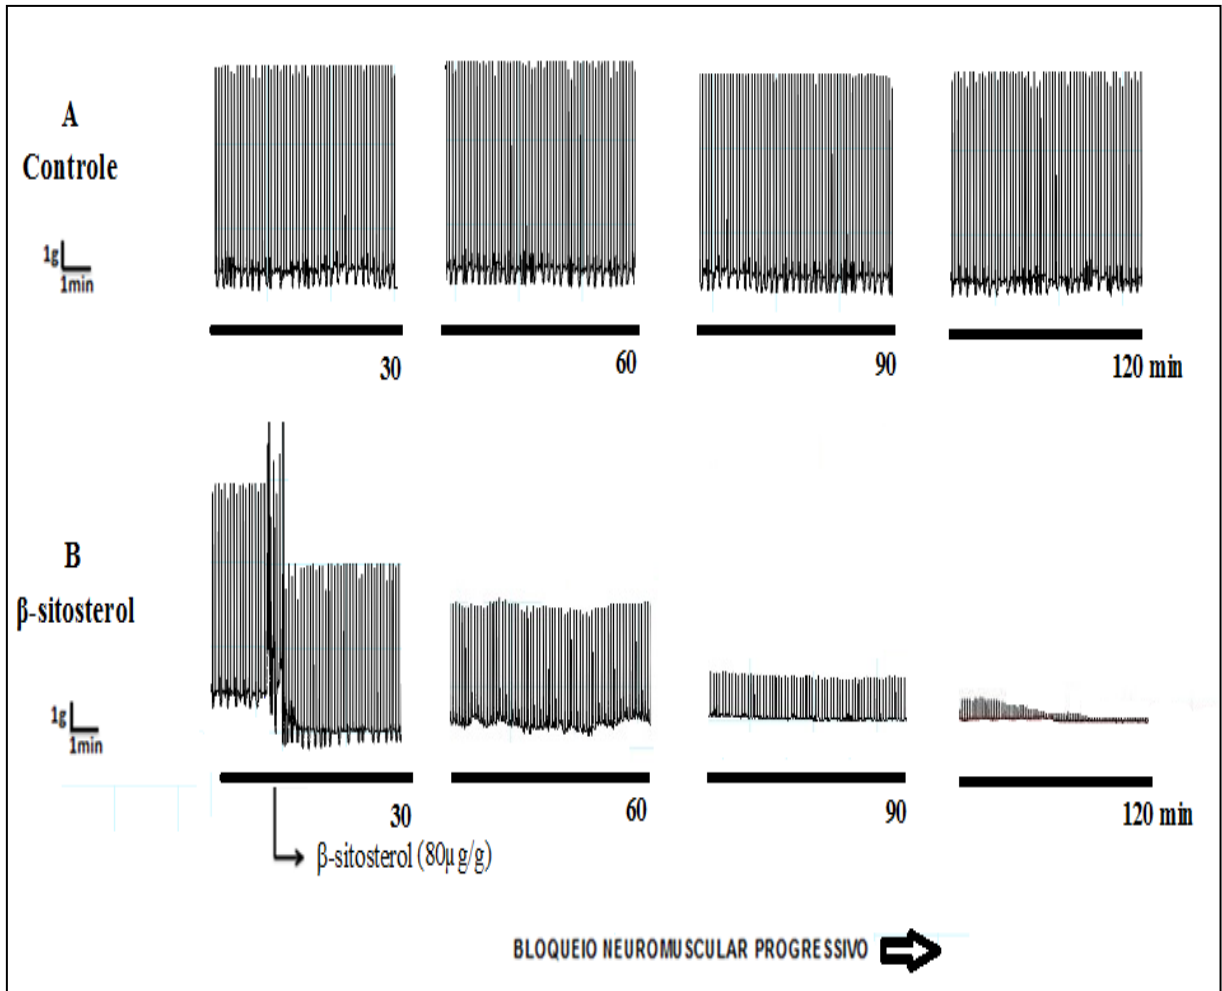 A
Controle
1g
1min
30
60
90
120 min
B
β-sitosterol
1g
1min
30
60
90
120 min
β-sitosterol (80µg/g)
BLOQUEIO NEUROMUSCULAR PROGRESSIVO